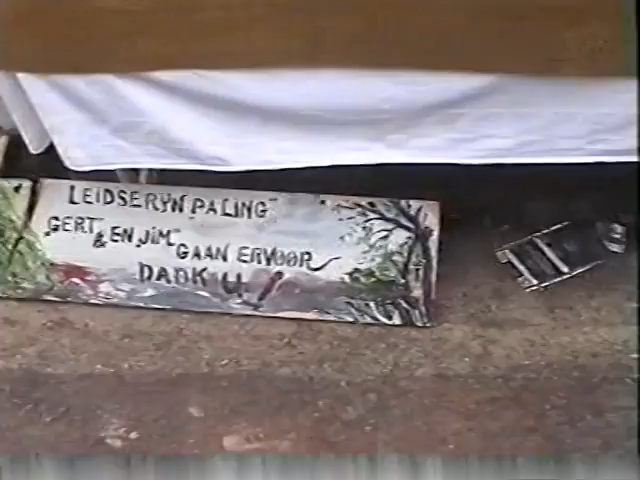 LEIDSERYN PALING"
GERT & EN JIM" GAAN ERVOOR
DANK U !